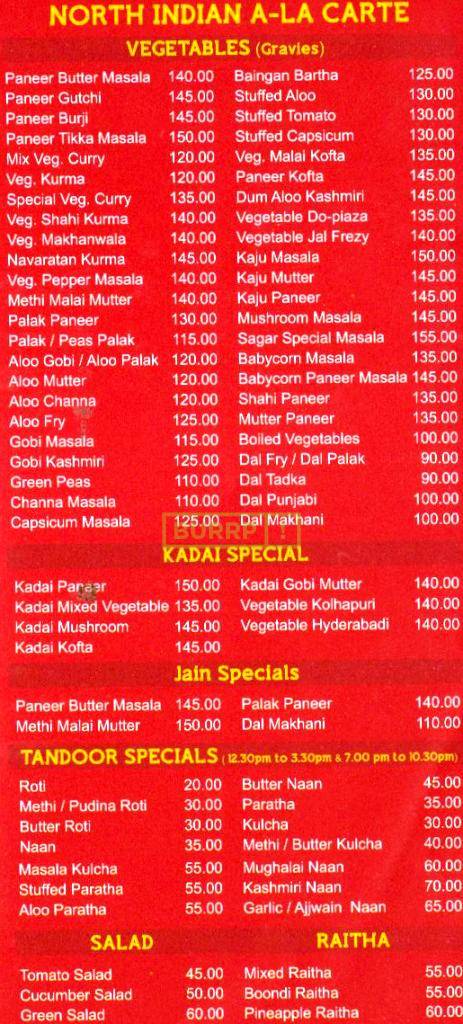 NORTH INDIAN A-LA CARTE
VEGETABLES (Gravies)
Paneer Butter Masala 140.00 Baingan Bartha 125.00
Paneer Gutchi 145.00 Stuffed Aloo 130.00
Paneer Burji 145.00 Stuffed Tomato 130.00
Paneer Tikka Masala 150.00 Stuffed Capsicum 130.00
Mix Veg. Curry 120.00 Veg. Malai Kofta 135.00
Veg. Kurma 120.00 Paneer Kofta 145.00
Special Veg. Curry 135.00 Dum Aloo Kashmiri 145.00
Veg. Shahi Kurma 140.00 Vegetable Do-piaza 135.00
Veg. Makhanwala 140.00 Vegetable Jal Frezy 140.00
Navaratan Kurma 145.00 Kaju Masala 150.00
Veg. Pepper Masala 140.00 Kaju Mutter 145.00
Methi Malai Mutter 140.00 Kaju Paneer 145.00
Palak Paneer 130.00 Mushroom Masala 145.00
Palak / Peas Palak 115.00 Sagar Special Masala 155.00
Aloo Gobi / Aloo Palak 120.00 Babycorn Masala 135.00
Aloo Mutter 120.00 Babycorn Paneer Masala 145.00
Aloo Channa 120.00 Shahi Paneer 135.00
Aloo Fry 125.00 Mutter Paneer 135.00
Gobi Masala 115.00 Boiled Vegetables 100.00
Gobi Kashmiri 125.00 Dal Fry / Dal Palak 90.00
Green Peas 110.00 Dal Tadka 90.00
Channa Masala 110.00 Dal Punjabi 100.00
Capsicum Masala 125.00 Dal Makhani 100.00
BURRP !
KADAI SPECIAL
Kadai Paneer 150.00 Kadai Gobi Mutter 140.00
Kadai Mixed Vegetable 135.00 Vegetable Kolhapuri 140.00
Kadai Mushroom 145.00 Vegetable Hyderabadi 140.00
Kadai Kofta 145.00
Jain Specials
Paneer Butter Masala 145.00 Palak Paneer 140.00
Methi Malai Mutter 150.00 Dal Makhani 110.00
TANDOOR SPECIALS (12.30pm to 3.30pm & 7.00 pm to 10.30pm)
Roti 20.00 Butter Naan 45.00
Methi / Pudina Roti 30.00 Paratha 35.00
Butter Roti 30.00 Kulcha 30.00
Naan 35.00 Methi / Butter Kulcha 40.00
Masala Kulcha 55.00 Mughalai Naan 60.00
Stuffed Paratha 55.00 Kashmiri Naan 70.00
Aloo Paratha 55.00 Garlic / Ajjwain Naan 65.00
SALAD RAITHA
Tomato Salad 45.00 Mixed Raitha 55.00
Cucumber Salad 50.00 Boondi Raitha 55.00
Green Salad 60.00 Pineapple Raitha 60.00